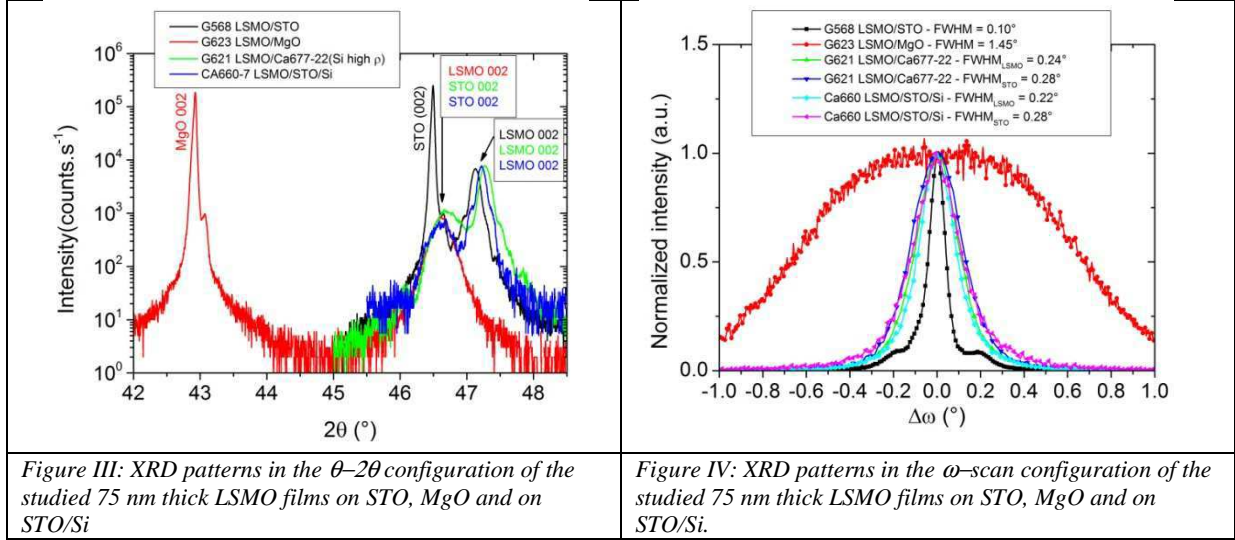 G568 LSMO/STO
G623 LSMO/MgO
G621 LSMO/Ca677-22(Si high ρ)
CA660-7 LSMO/STO/Si
10⁶
10⁵
10⁴
10³
10²
10¹
10⁰
Intensity(counts.s⁻¹)
MgO 002
STO (002)
LSMO 002
STO 002
STO 002
LSMO 002
LSMO 002
LSMO 002
42 43 44 45 46 47 48
2θ (°)
Figure III: XRD patterns in the θ−2θ configuration of the
studied 75 nm thick LSMO films on STO, MgO and on
STO/Si
G568 LSMO/STO - FWHM = 0.10°
G623 LSMO/MgO - FWHM = 1.45°
G621 LSMO/Ca677-22 - FWHM_LSMO = 0.24°
G621 LSMO/Ca677-22 - FWHM_STO = 0.28°
Ca660 LSMO/STO/Si - FWHM_LSMO = 0.22°
Ca660 LSMO/STO/Si - FWHM_STO = 0.28°
1.5
1.0
0.5
0.0
Normalized intensity (a.u.)
-1.0 -0.8 -0.6 -0.4 -0.2 0.0 0.2 0.4 0.6 0.8 1.0
Δω (°)
Figure IV: XRD patterns in the ω−scan configuration of the
studied 75 nm thick LSMO films on STO, MgO and on
STO/Si.